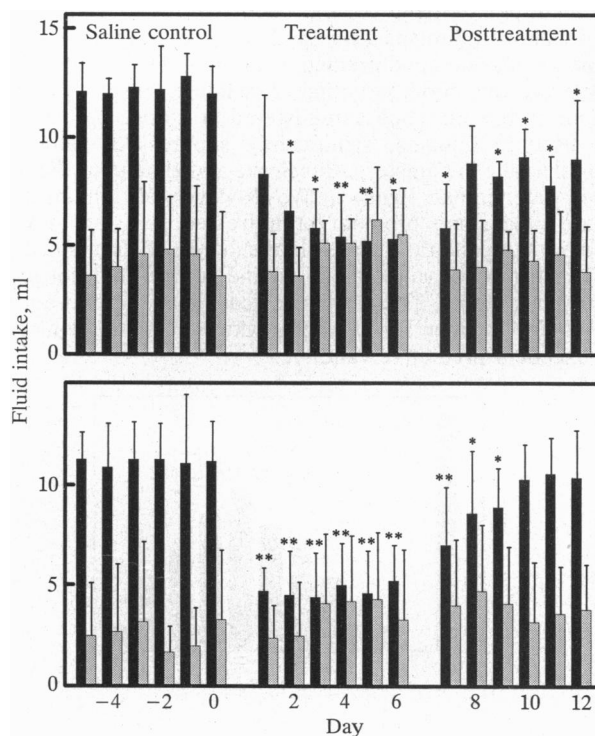 15
Saline control Treatment Posttreatment
* * * ** ** * * * * * *
10
5
0
Fluid intake, ml
** ** ** ** ** ** ** * *
10
5
0
−4 −2 0 2 4 6 8 10 12
Day